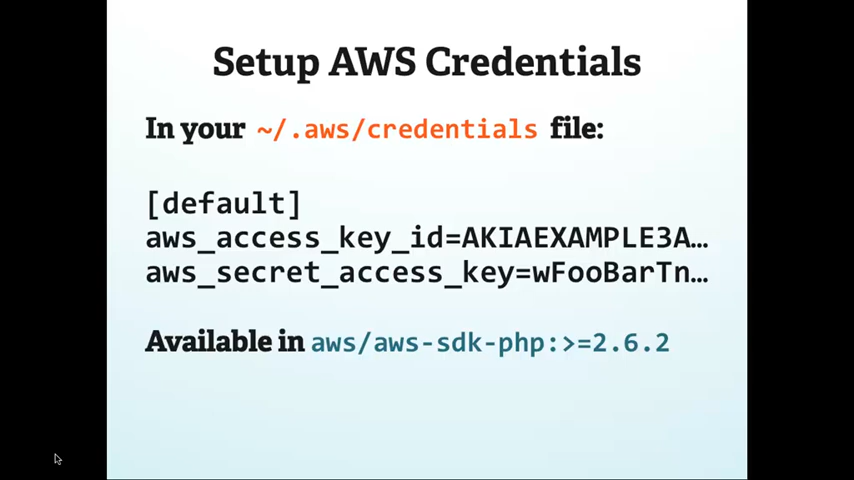 Setup AWS Credentials
In your ~/.aws/credentials file:
[default]
aws_access_key_id=AKIAEXAMPLE3A…
aws_secret_access_key=wFooBarTn…
Available in aws/aws-sdk-php:>=2.6.2